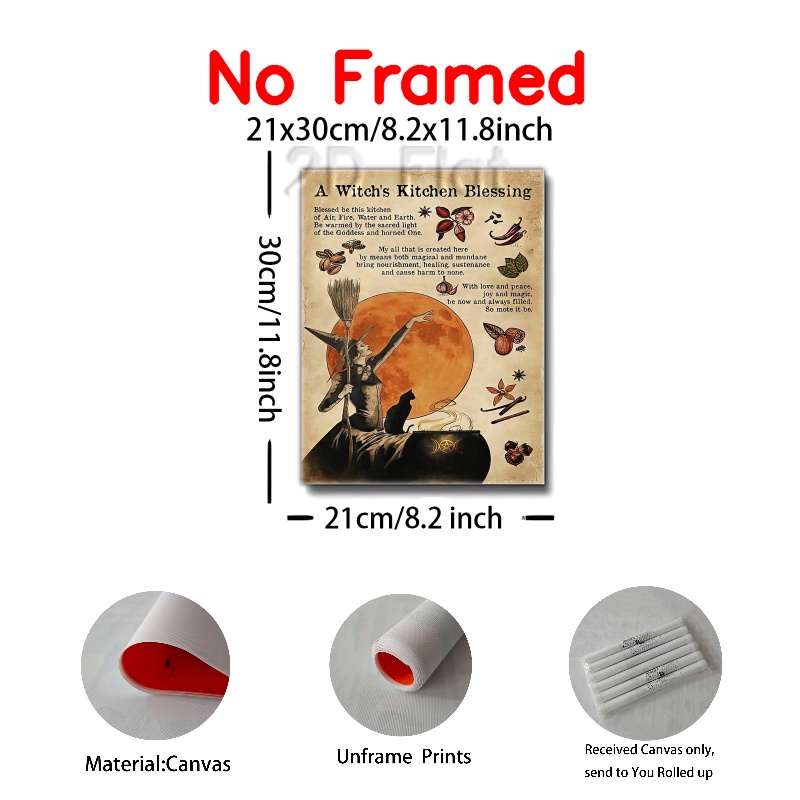 No Framed
21x30cm/8.2x11.8inch
2D Flat
A Witch's Kitchen Blessing
Blessed be this kitchen
of Air, Fire, Water and Earth.
Be warmed by the sacred light
of the Goddess and horned One.
My all that is created here
by means both magical and mundane
bring nourishment, healing, sustenance
and cause harm to none.
With love and peace,
joy and magic,
be now and always filled.
So mote it be.
30cm/11.8inch
21cm/8.2 inch
Material:Canvas
Unframe Prints
Received Canvas only,
send to You Rolled up